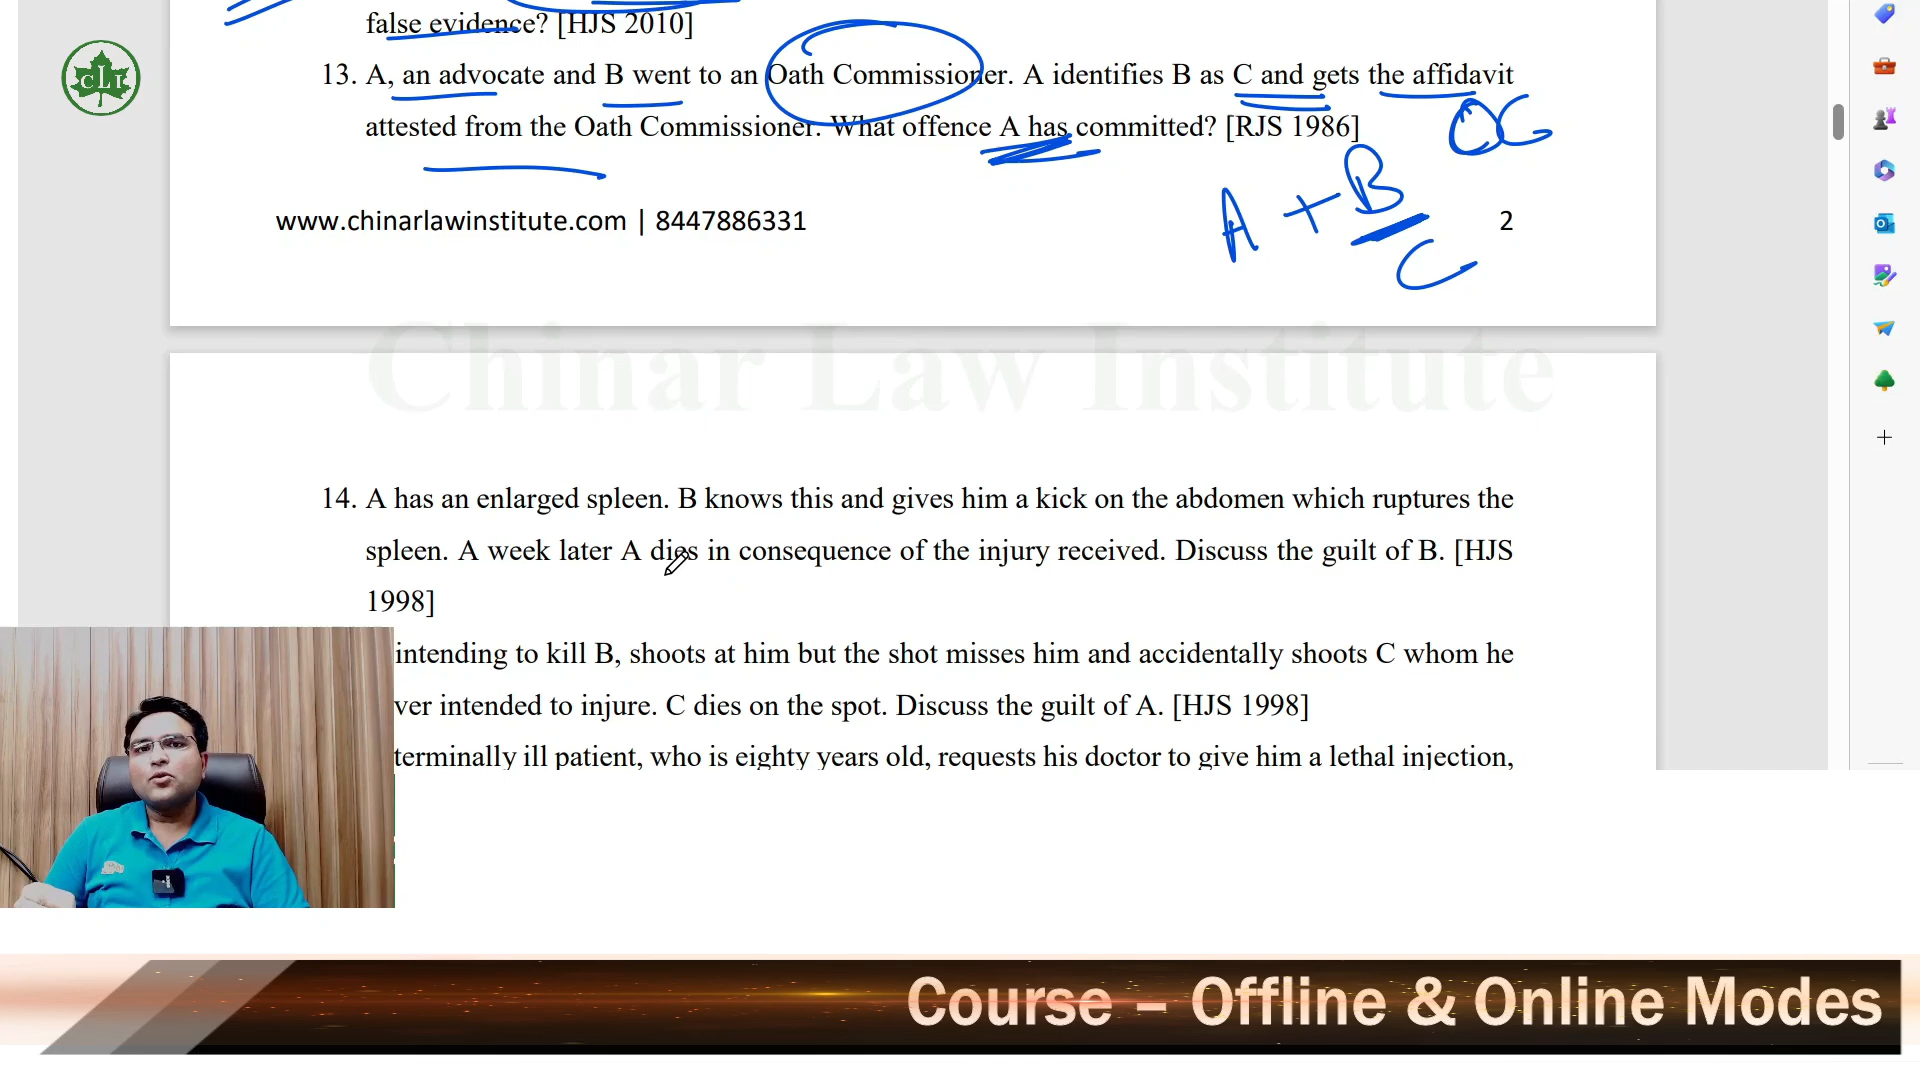 false evidence? [HJS 2010]
CLI
13. A, an advocate and B went to an Oath Commissioner. A identifies B as C and gets the affidavit
attested from the Oath Commissioner. What offence A has committed? [RJS 1986]
OC
A + B
C
www.chinarlawinstitute.com | 8447886331
2
Chinar Law Institute
14. A has an enlarged spleen. B knows this and gives him a kick on the abdomen which ruptures the
spleen. A week later A dies in consequence of the injury received. Discuss the guilt of B. [HJS
1998]
intending to kill B, shoots at him but the shot misses him and accidentally shoots C whom he
ver intended to injure. C dies on the spot. Discuss the guilt of A. [HJS 1998]
terminally ill patient, who is eighty years old, requests his doctor to give him a lethal injection,
Course – Offline & Online Modes